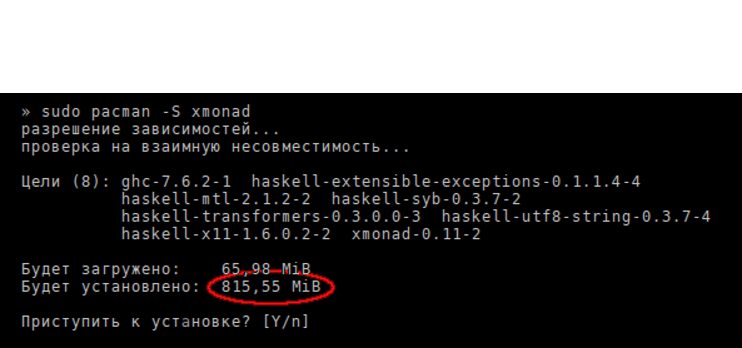 » sudo pacman -S xmonad
разрешение зависимостей...
проверка на взаимную несовместимость...
Цели (8): ghc-7.6.2-1 haskell-extensible-exceptions-0.1.1.4-4
haskell-mtl-2.1.2-2 haskell-syb-0.3.7-2
haskell-transformers-0.3.0.0-3 haskell-utf8-string-0.3.7-4
haskell-x11-1.6.0.2-2 xmonad-0.11-2
Будет загружено: 65,98 MiB
Будет установлено: 815,55 MiB
Приступить к установке? [Y/n]